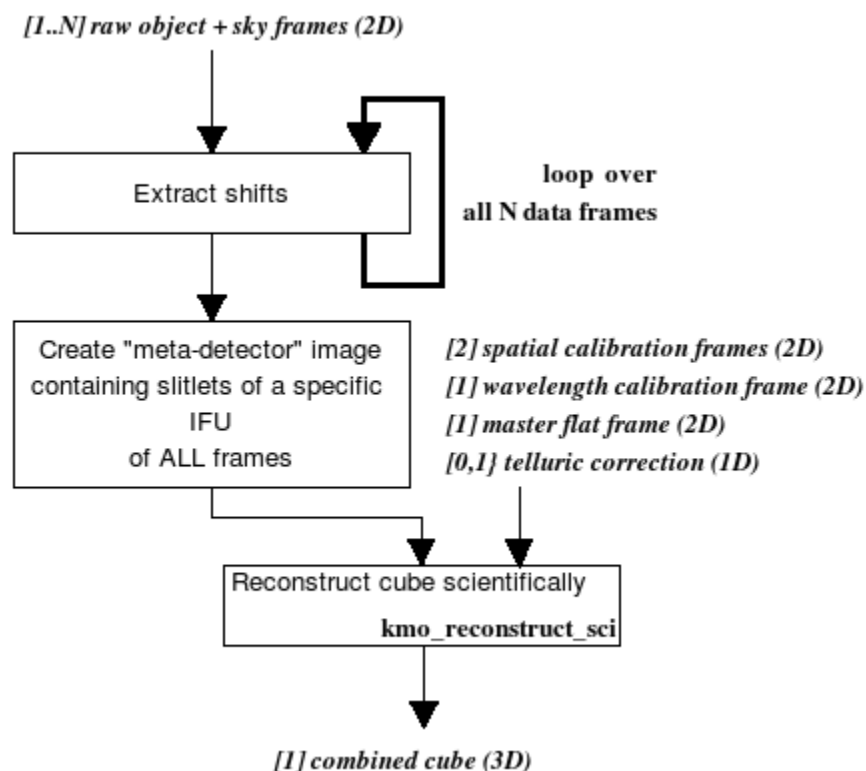 [1..N] raw object + sky frames (2D)
Extract shifts
loop over
all N data frames
Create "meta-detector" image
containing slitlets of a specific
IFU
of ALL frames
[2] spatial calibration frames (2D)
[1] wavelength calibration frame (2D)
[1] master flat frame (2D)
[0,1} telluric correction (1D)
Reconstruct cube scientifically
kmo_reconstruct_sci
[1] combined cube (3D)